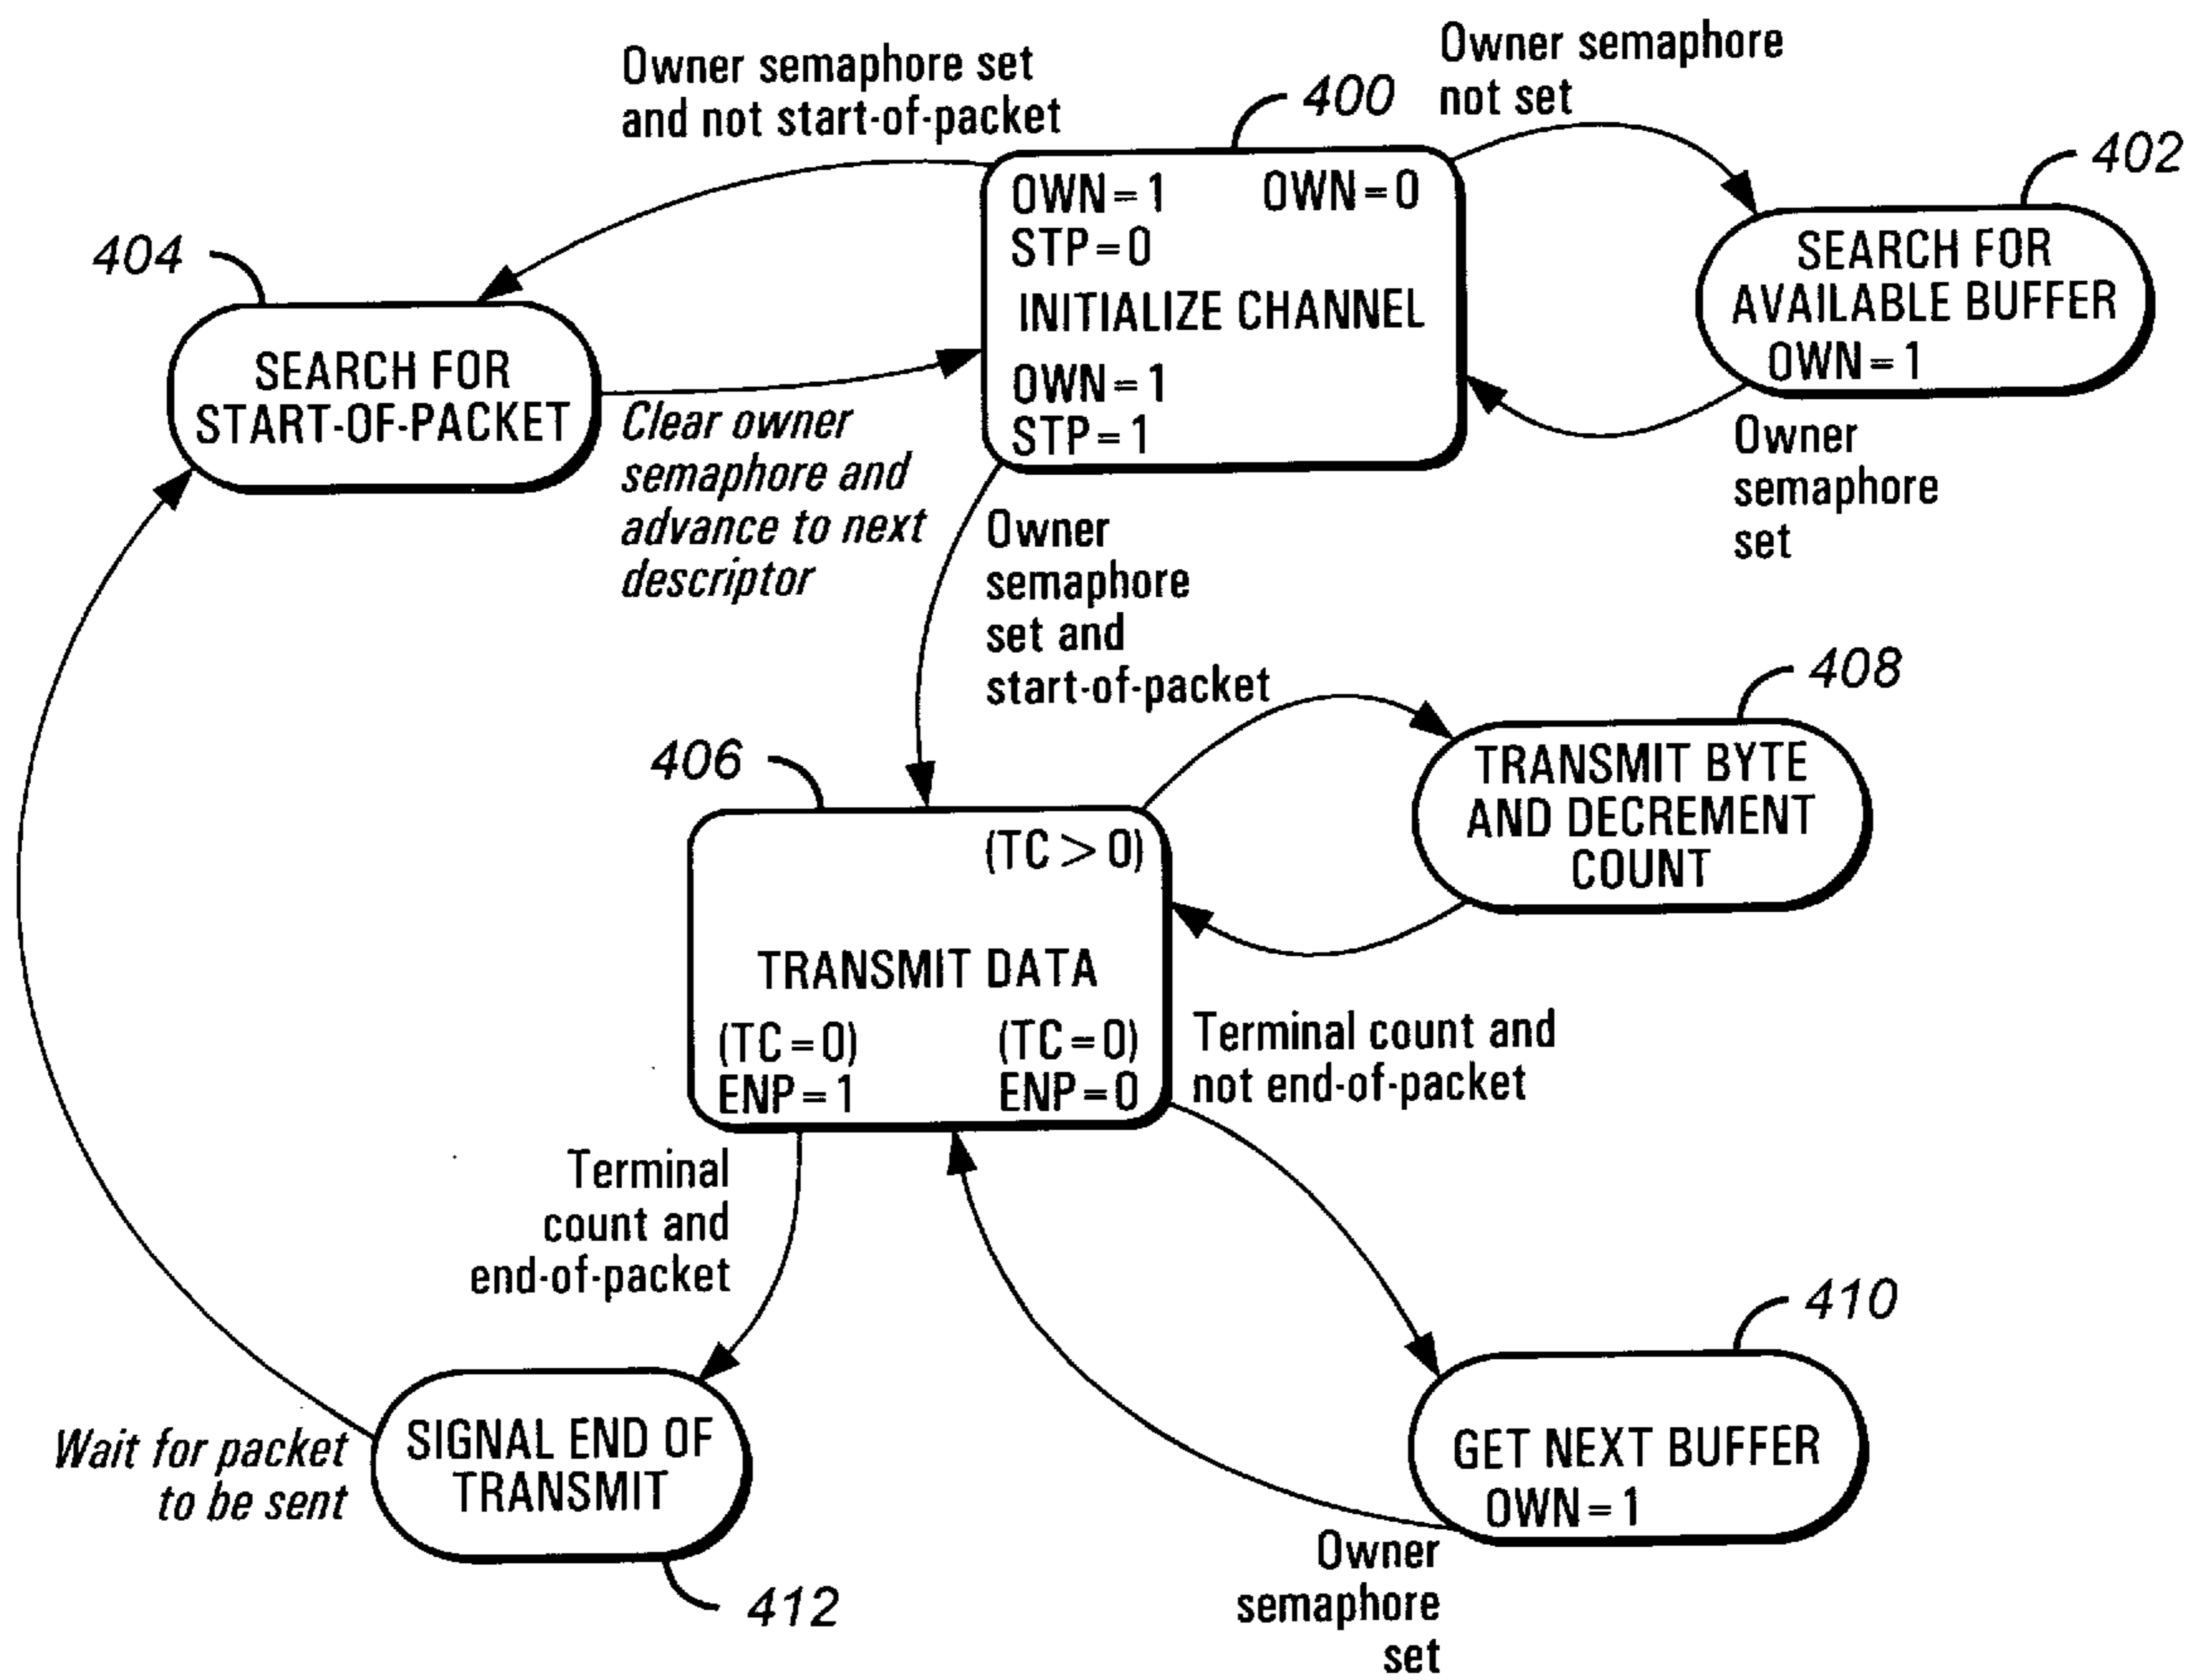 Owner semaphore set
and not start-of-packet
400
Owner semaphore
not set
402
OWN=1
STP=0
OWN=0
INITIALIZE CHANNEL
OWN=1
STP=1
SEARCH FOR
AVAILABLE BUFFER
OWN=1
404
SEARCH FOR
START-OF-PACKET
Clear owner
semaphore and
advance to next
descriptor
Owner
semaphore
set
Owner
semaphore
set and
start-of-packet
408
TRANSMIT BYTE
AND DECREMENT
COUNT
406
(TC > 0)
TRANSMIT DATA
(TC=0)
ENP=1
(TC=0)
ENP=0
Terminal count and
not end-of-packet
Terminal
count and
end-of-packet
410
GET NEXT BUFFER
OWN=1
Wait for packet
to be sent
SIGNAL END OF
TRANSMIT
412
Owner
semaphore
set